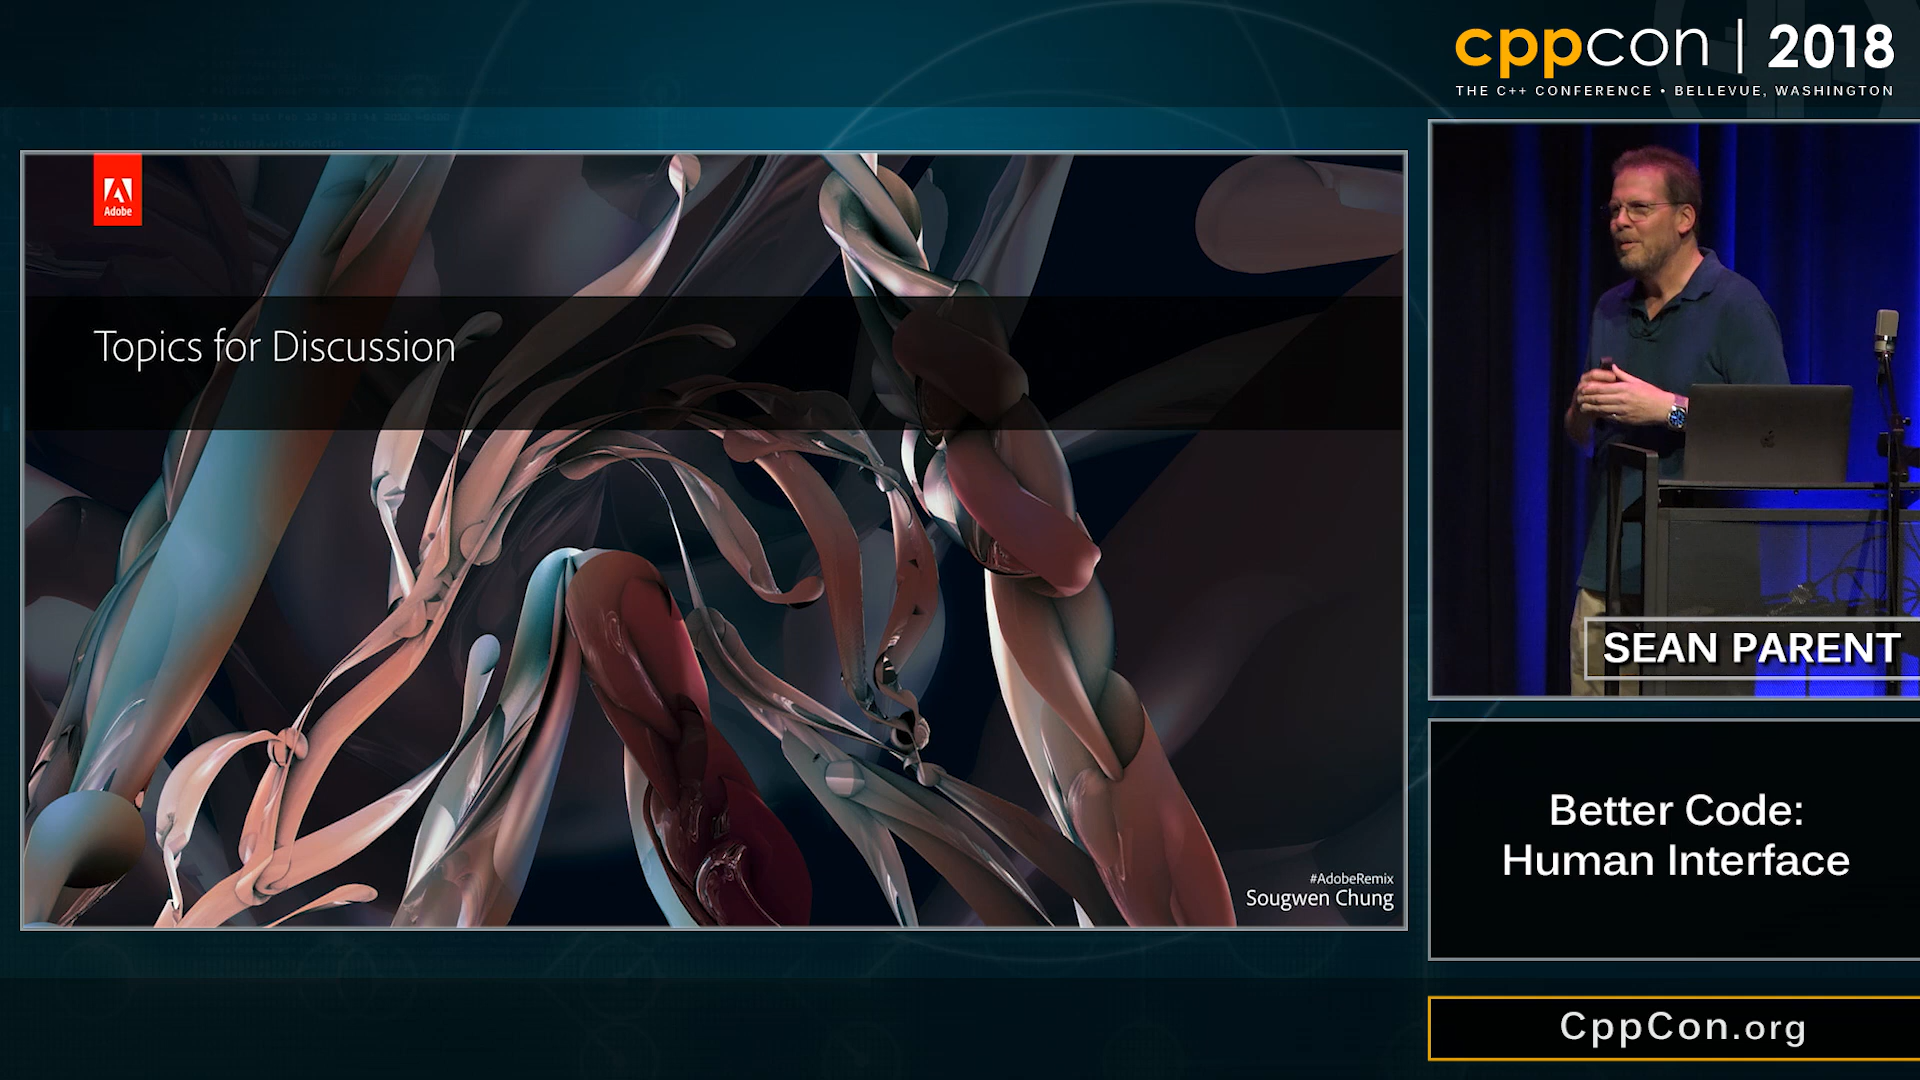 cppcon | 2018
THE C++ CONFERENCE • BELLEVUE, WASHINGTON
Adobe
Topics for Discussion
#AdobeRemix
Sougwen Chung
SEAN PARENT
Better Code:
Human Interface
CppCon.org